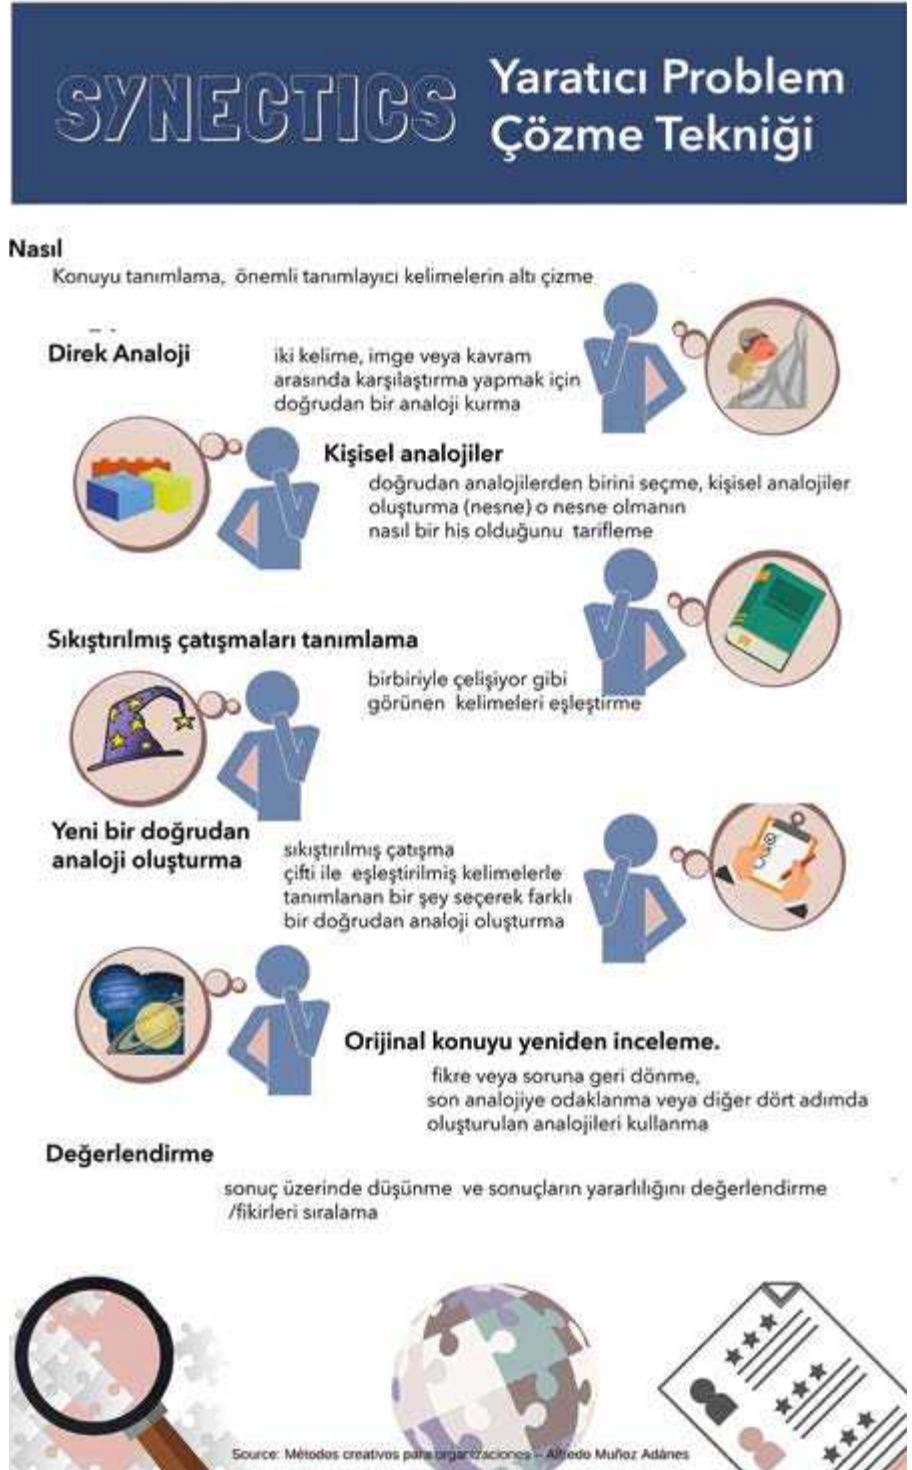 SYNECTICS
Yaratıcı Problem
Çözme Tekniği
Nasıl
Konuyu tanımlama, önemli tanımlayıcı kelimelerin altı çizme
Direk Analoji
iki kelime, imge veya kavram
arasında karşılaştırma yapmak için
doğrudan bir analoji kurma
Kişisel analojiler
doğrudan analojilerden birini seçme, kişisel analojiler
oluşturma (nesne) o nesne olmanın
nasıl bir his olduğunu tarifleme
Sıkıştırılmış çatışmaları tanımlama
birbiriyle çelişiyor gibi
görünen kelimeleri eşleştirme
Yeni bir doğrudan
analoji oluşturma
sıkıştırılmış çatışma
çifti ile eşleştirilmiş kelimelerle
tanımlanan bir şey seçerek farklı
bir doğrudan analoji oluşturma
Orijinal konuyu yeniden inceleme.
fikre veya soruna geri dönme,
son analojiye odaklanma veya diğer dört adımda
oluşturulan analojileri kullanma
Değerlendirme
sonuç üzerinde düşünme ve sonuçların yararlılığını değerlendirme
/fikirleri sıralama
Source: Métodos creativos para organizaciones – Alfredo Muñoz Adánes